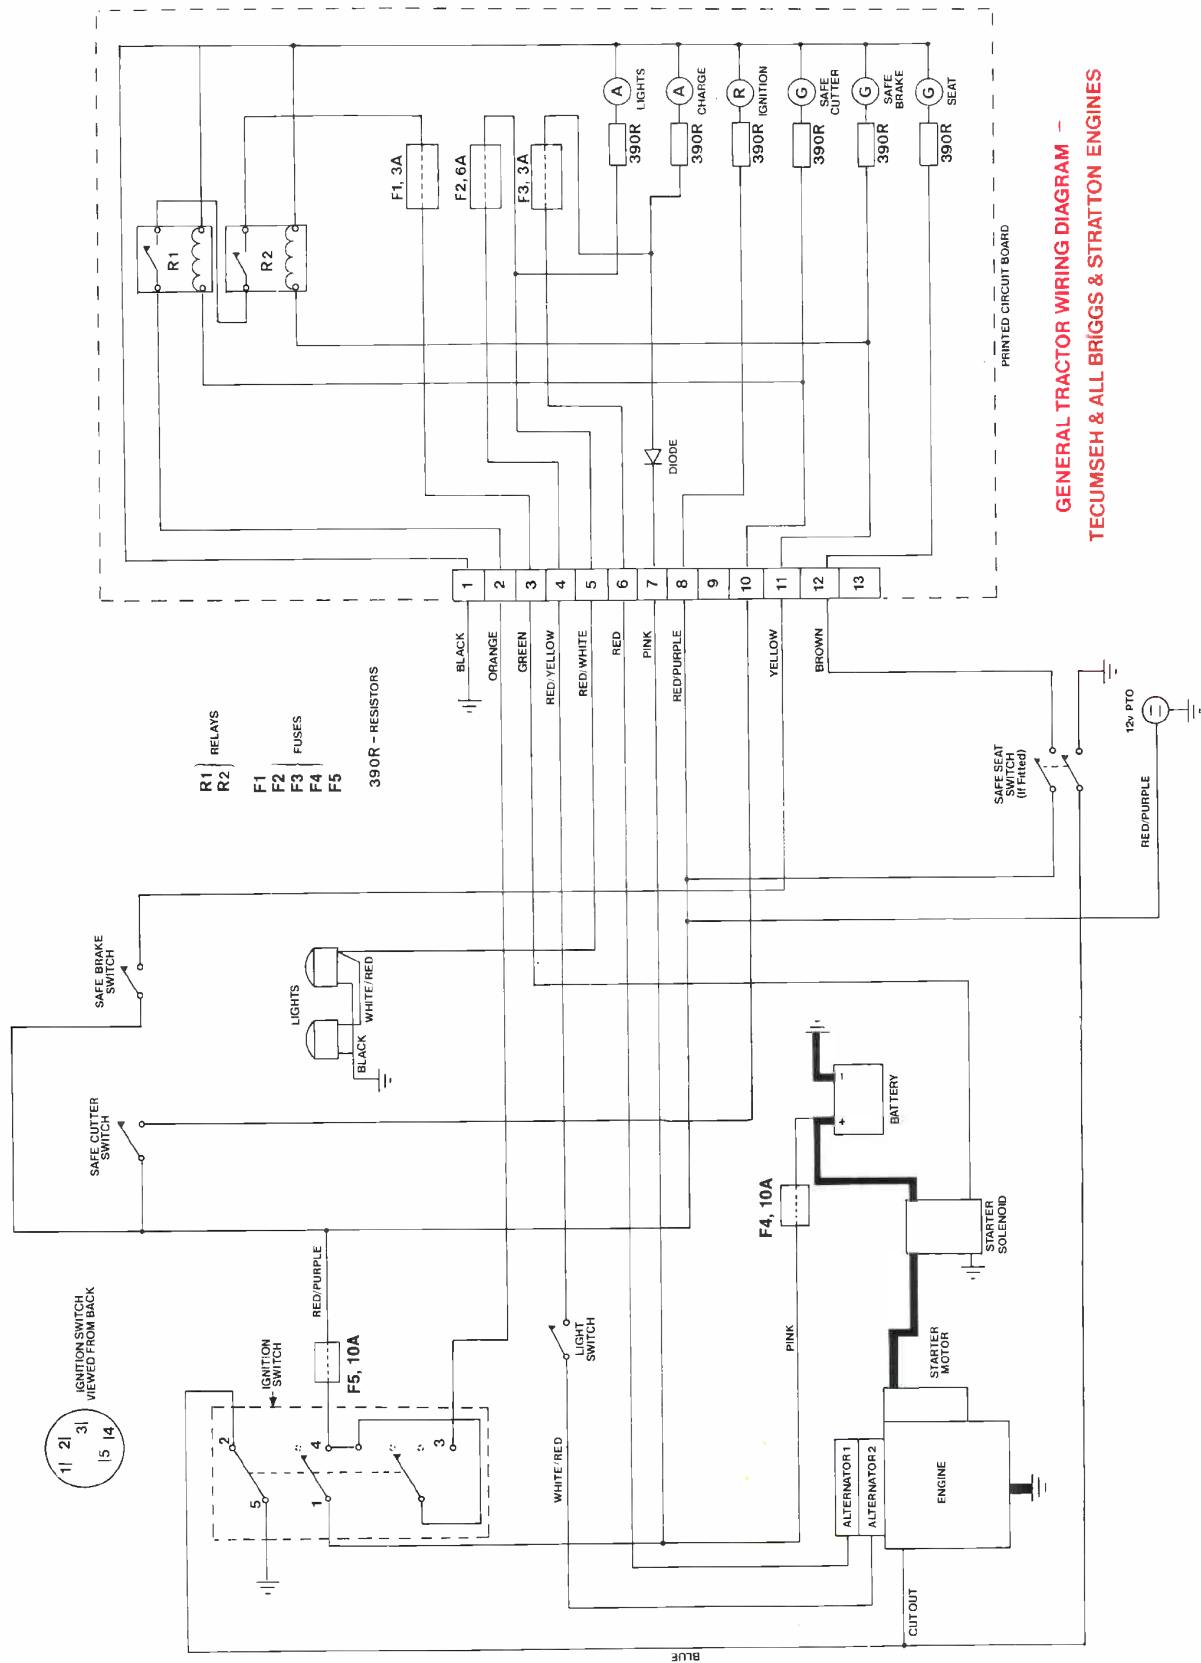 GENERAL TRACTOR WIRING DIAGRAM –
TECUMSEH & ALL BRIGGS & STRATTON ENGINES
IGNITION SWITCH
VIEWED FROM BACK
1
2
3
5
4
SAFE CUTTER
SWITCH
SAFE BRAKE
SWITCH
R1
R2
RELAYS
F1
F2
F3
F4
F5
FUSES
390R – RESISTORS
R1
R2
F1, 3A
F2, 6A
F3, 3A
A
LIGHTS
390R
A
CHARGE
390R
R
IGNITION
390R
G
SAFE
CUTTER
390R
G
SAFE
BRAKE
390R
G
SEAT
390R
DIODE
PRINTED CIRCUIT BOARD
1
2
3
4
5
6
7
8
9
10
11
12
13
BLACK
ORANGE
GREEN
RED/YELLOW
RED/WHITE
RED
PINK
RED/PURPLE
YELLOW
BROWN
LIGHTS
WHITE/RED
BLACK
RED/PURPLE
F5, 10A
IGNITION
SWITCH
2
5
4
1
3
LIGHT
SWITCH
WHITE/RED
PINK
F4, 10A
+
-
BATTERY
STARTER
SOLENOID
STARTER
MOTOR
ALTERNATOR 1
ALTERNATOR 2
ENGINE
CUT OUT
BLUE
SAFE SEAT
SWITCH
(If Fitted)
12v PTO
RED/PURPLE